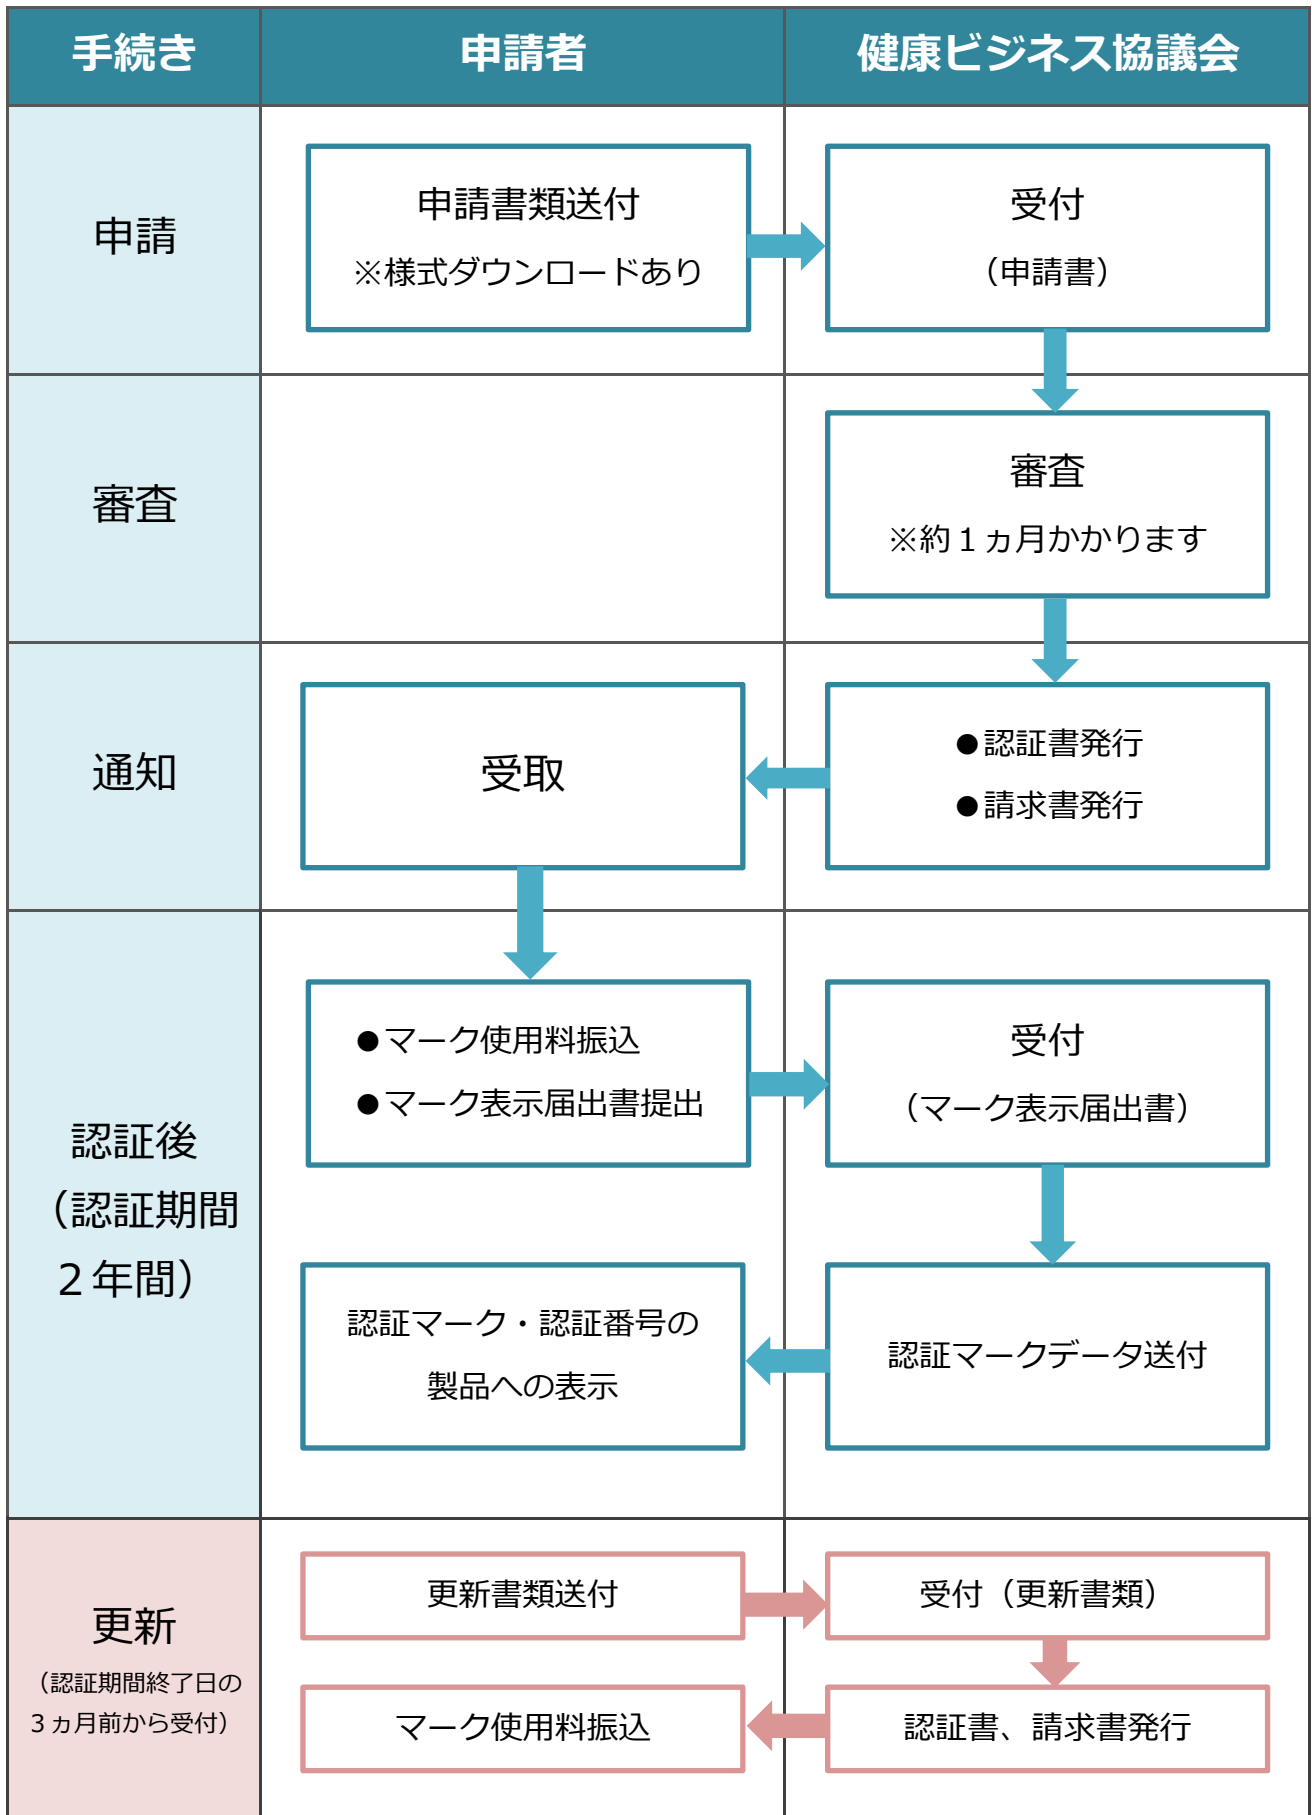 手続き
申請者
健康ビジネス協議会
申請
申請書類送付
※様式ダウンロードあり
受付
（申請書）
審査
審査
※約１ヵ月かかります
通知
受取
●認証書発行
●請求書発行
認証後
（認証期間
２年間）
●マーク使用料振込
●マーク表示届出書提出
受付
（マーク表示届出書）
認証マーク・認証番号の
製品への表示
認証マークデータ送付
更新
（認証期間終了日の
３ヵ月前から受付）
更新書類送付
受付（更新書類）
マーク使用料振込
認証書、請求書発行